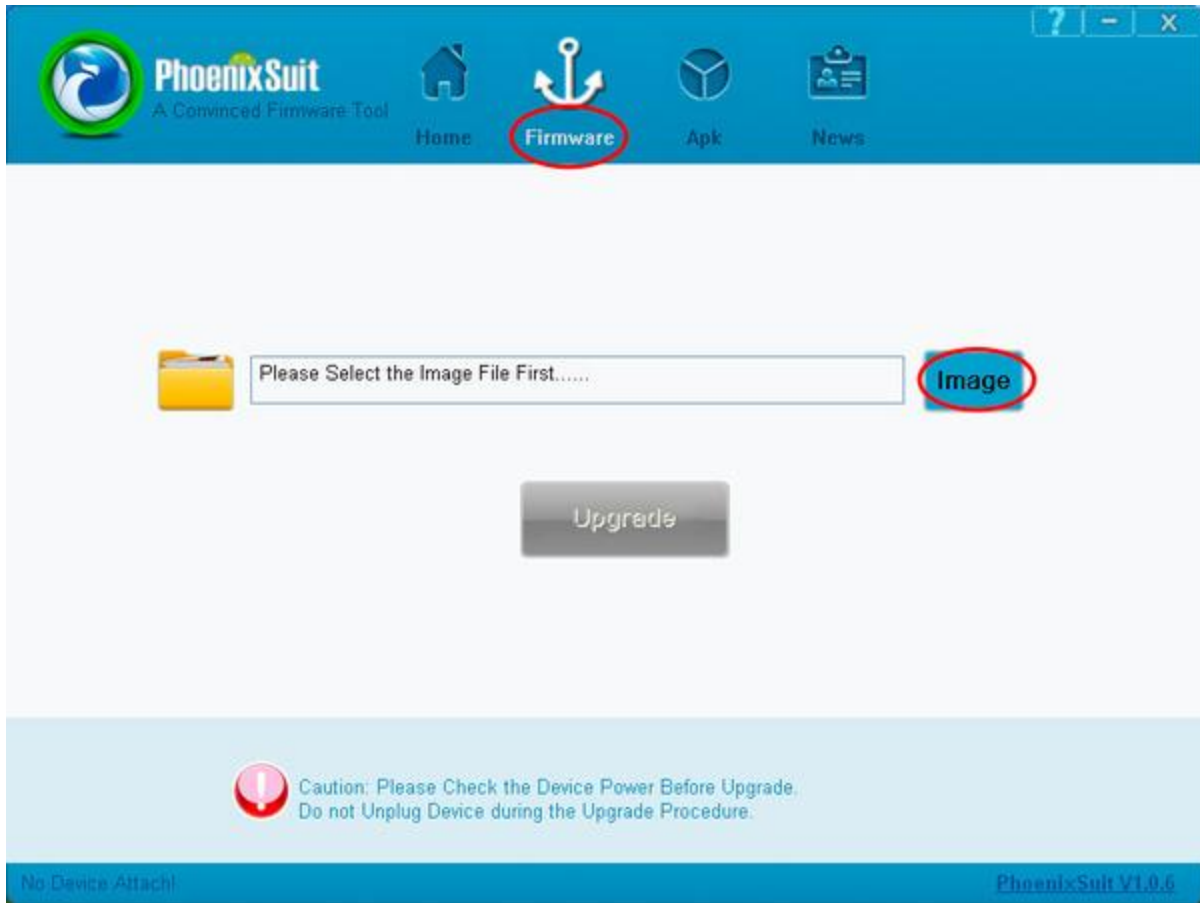 ? - X
PhoenixSuit
A Convinced Firmware Tool
Home Firmware Apk News
Please Select the Image File First......
Image
Upgrade
Caution: Please Check the Device Power Before Upgrade.
Do not Unplug Device during the Upgrade Procedure.
No Device Attach!
PhoenixSuit V1.0.6